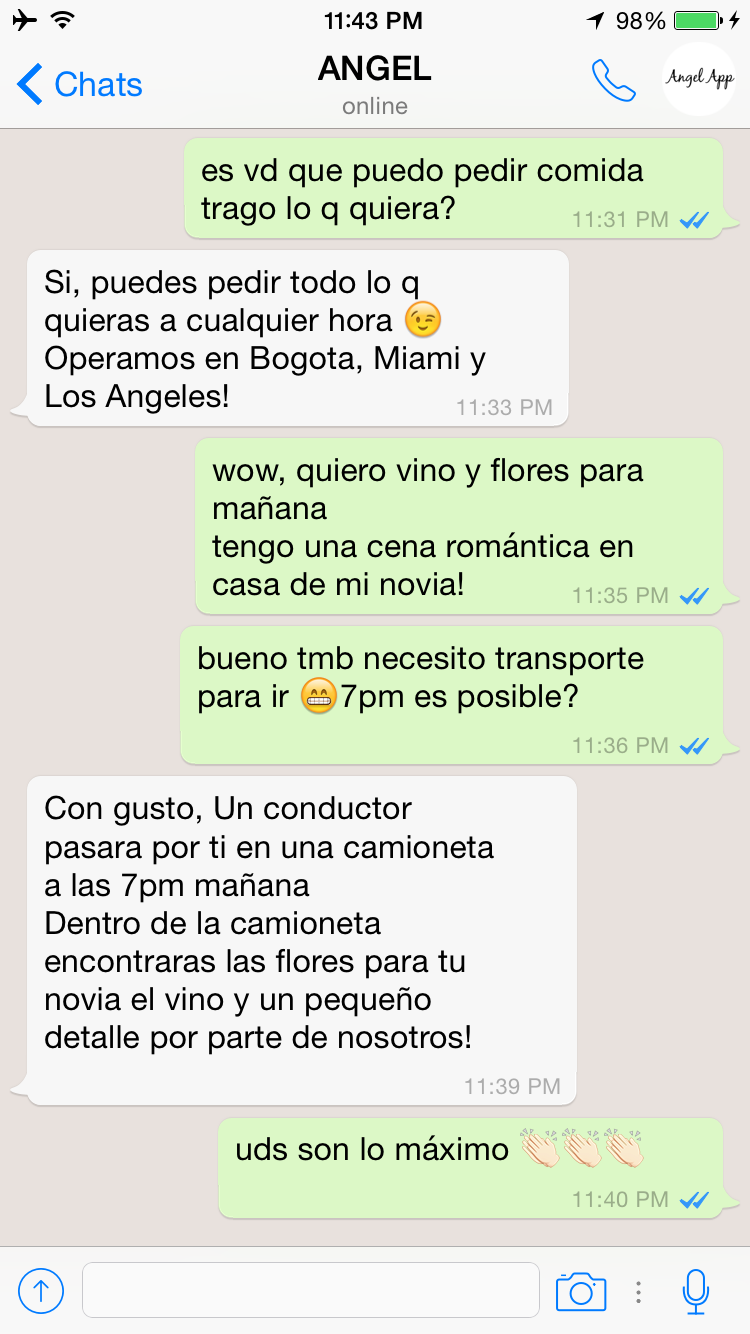 11:43 PM
98%
Chats
ANGEL
online
Angel App
es vd que puedo pedir comida
trago lo q quiera?
11:31 PM
Si, puedes pedir todo lo q
quieras a cualquier hora 😉
Operamos en Bogota, Miami y
Los Angeles!
11:33 PM
wow, quiero vino y flores para
mañana
tengo una cena romántica en
casa de mi novia!
11:35 PM
bueno tmb necesito transporte
para ir 😁7pm es posible?
11:36 PM
Con gusto, Un conductor
pasara por ti en una camioneta
a las 7pm mañana
Dentro de la camioneta
encontraras las flores para tu
novia el vino y un pequeño
detalle por parte de nosotros!
11:39 PM
uds son lo máximo 👏🏻👏🏻👏🏻
11:40 PM